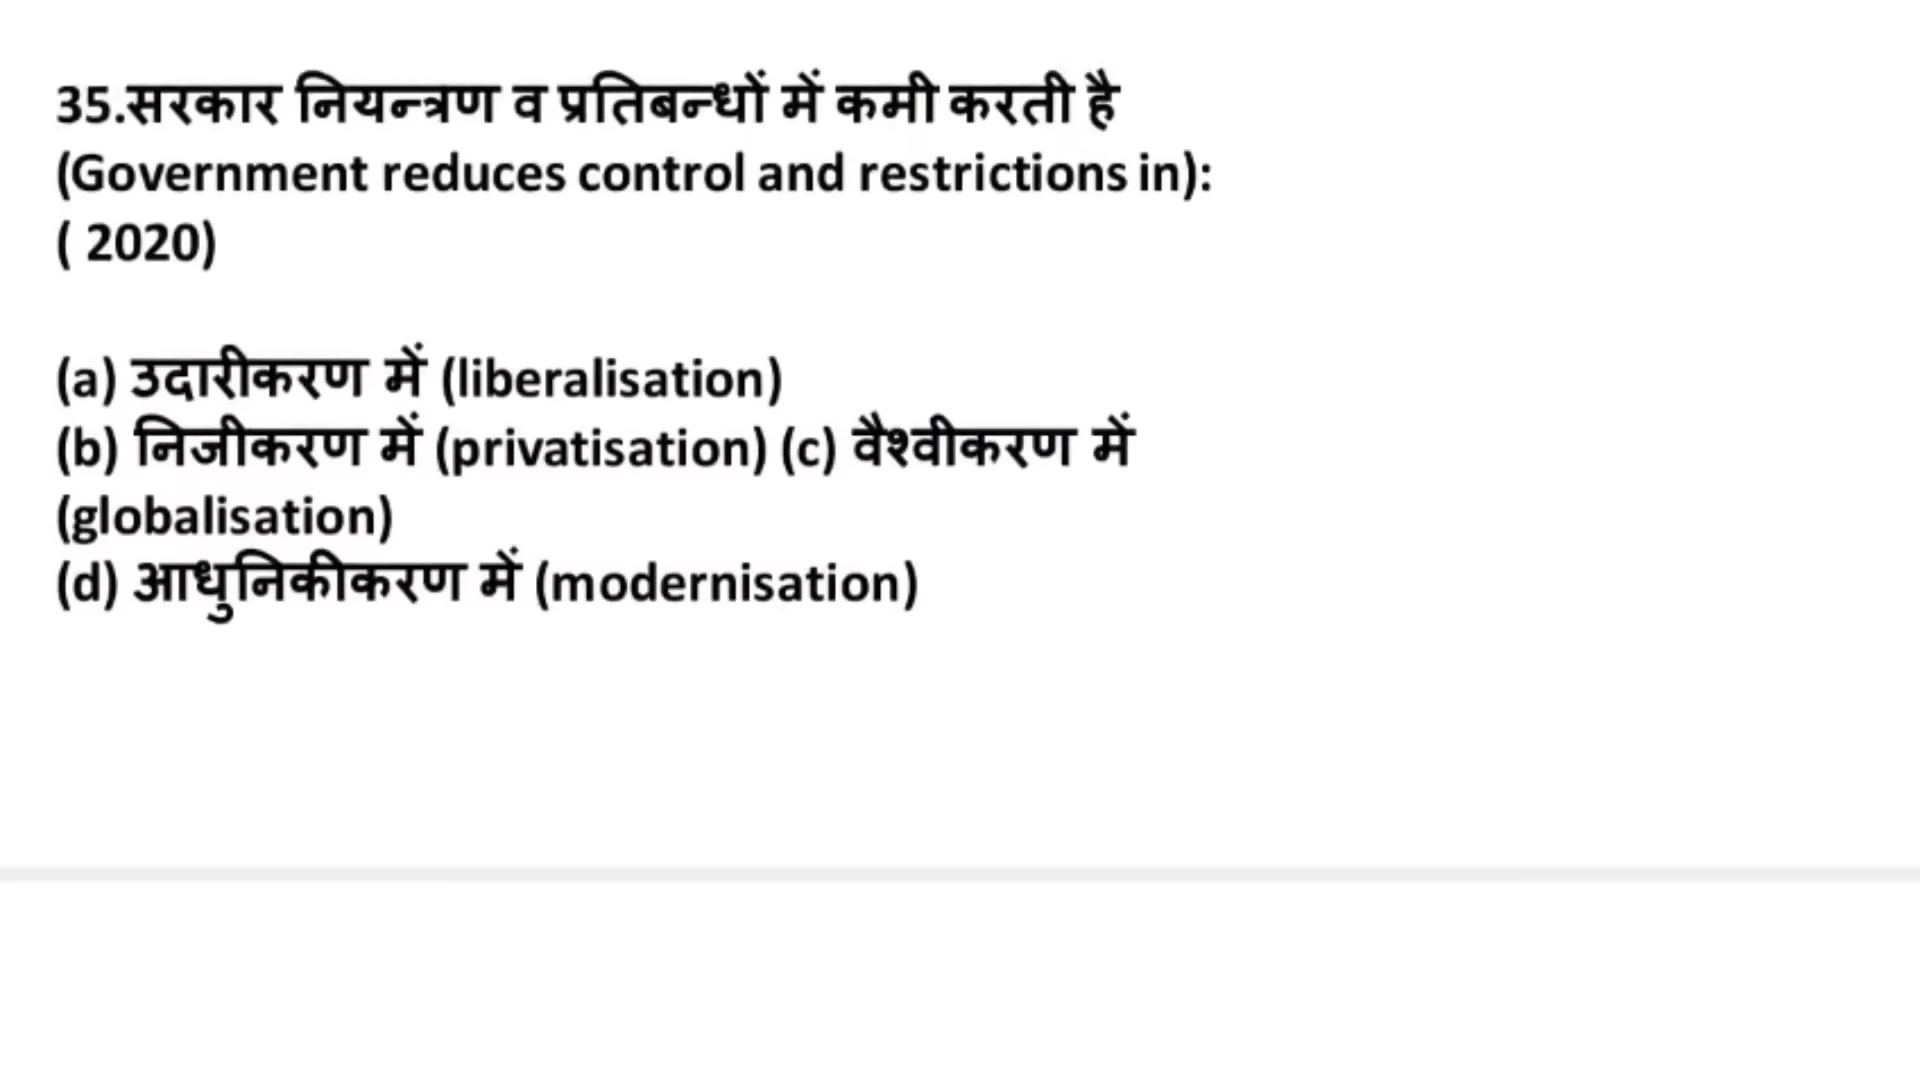 35.सरकार नियन्त्रण व प्रतिबन्धों में कमी करती है
(Government reduces control and restrictions in):
( 2020)
(a) उदारीकरण में (liberalisation)
(b) निजीकरण में (privatisation) (c) वैश्वीकरण में
(globalisation)
(d) आधुनिकीकरण में (modernisation)